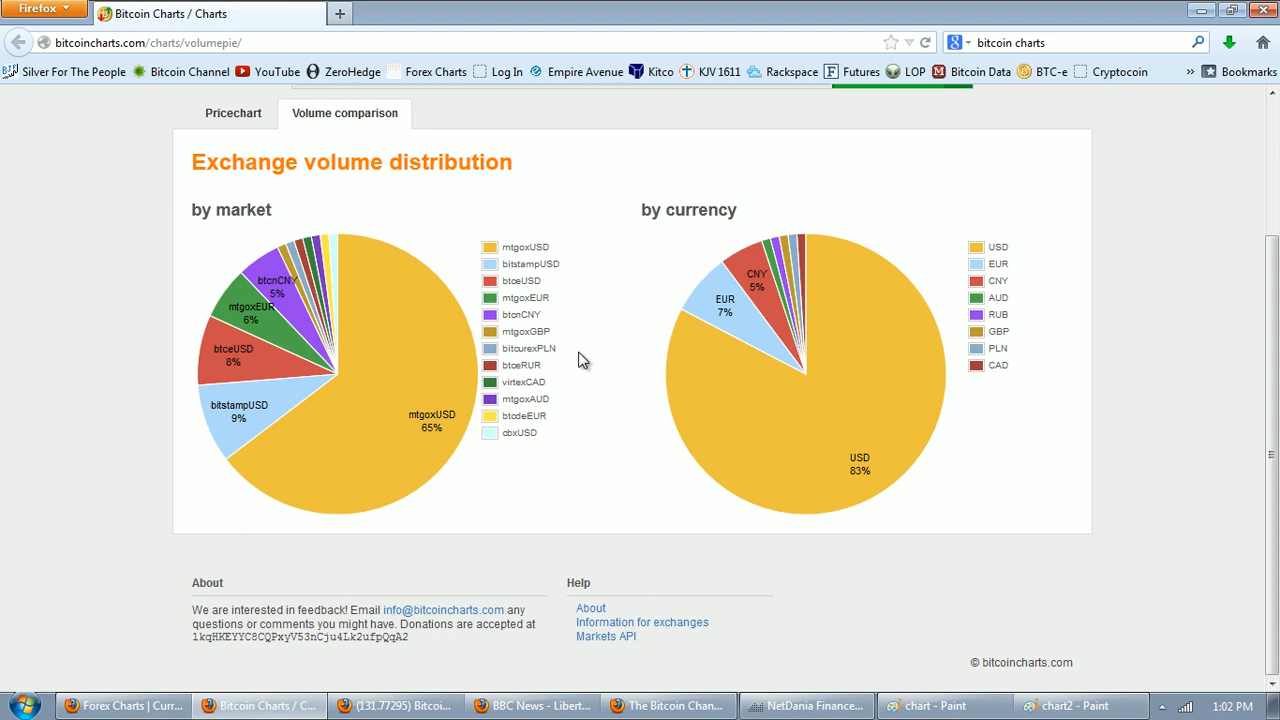 Firefox
Bitcoin Charts / Charts
bitcoincharts.com/charts/volumepie/
bitcoin charts
Silver For The People
Bitcoin Channel
YouTube
ZeroHedge
Forex Charts
Log In
Empire Avenue
Kitco
KJV 1611
Rackspace
Futures
LOP
Bitcoin Data
BTC-e
Cryptocoin
»
Bookmarks
Pricechart
Volume comparison
Exchange volume distribution
by market
by currency
btcnCNY
5%
mtgoxEUR
6%
btceUSD
8%
bitstampUSD
9%
mtgoxUSD
65%
mtgoxUSD
bitstampUSD
btceUSD
mtgoxEUR
btcnCNY
mtgoxGBP
bitcurexPLN
btceRUR
virtexCAD
mtgoxAUD
btcdeEUR
cbxUSD
CNY
5%
EUR
7%
USD
83%
USD
EUR
CNY
AUD
RUB
GBP
PLN
CAD
About
We are interested in feedback! Email info@bitcoincharts.com any
questions or comments you might have. Donations are accepted at
1kqHKEYYC8CQPxyV53nCju4Lk2ufpQqA2
Help
About
Information for exchanges
Markets API
© bitcoincharts.com
Forex Charts | Curr...
Bitcoin Charts / C...
(131.77295) Bitcoi...
BBC News - Libert...
The Bitcoin Chan...
NetDania Finance...
chart - Paint
chart2 - Paint
1:02 PM